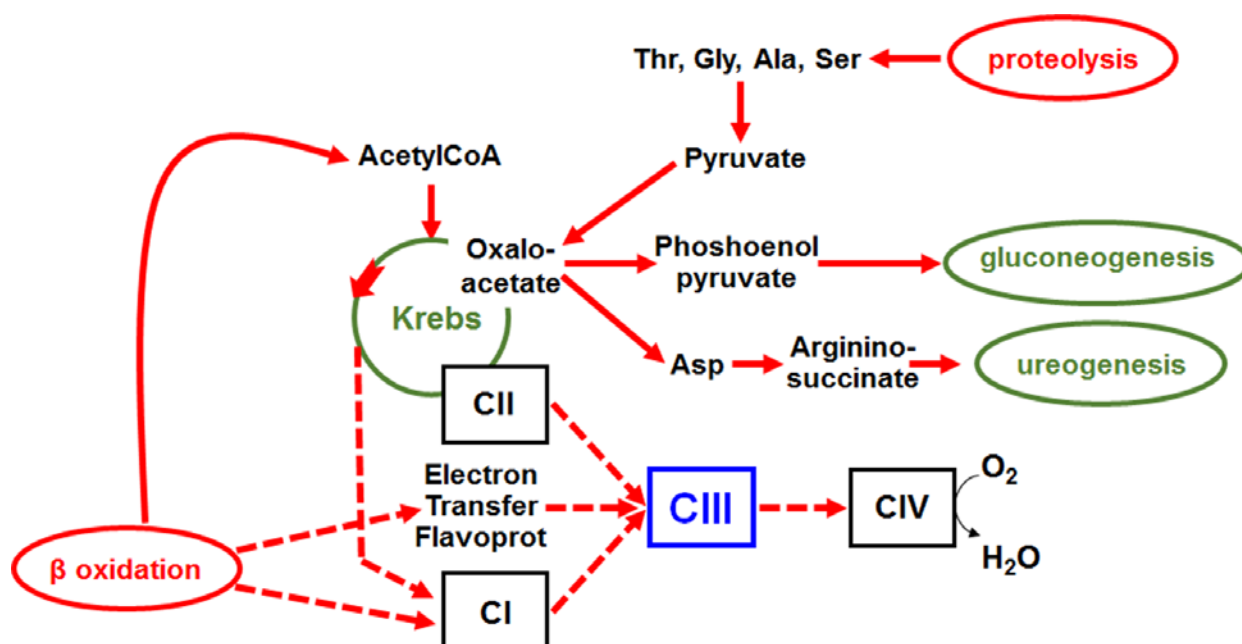 Thr, Gly, Ala, Ser
proteolysis
AcetylCoA
Pyruvate
Oxalo-
acetate
Phoshoenol
pyruvate
gluconeogenesis
Krebs
Asp
Arginino-
succinate
ureogenesis
CII
Electron
Transfer
Flavoprot
CIII
CIV
O₂
H₂O
β oxidation
CI